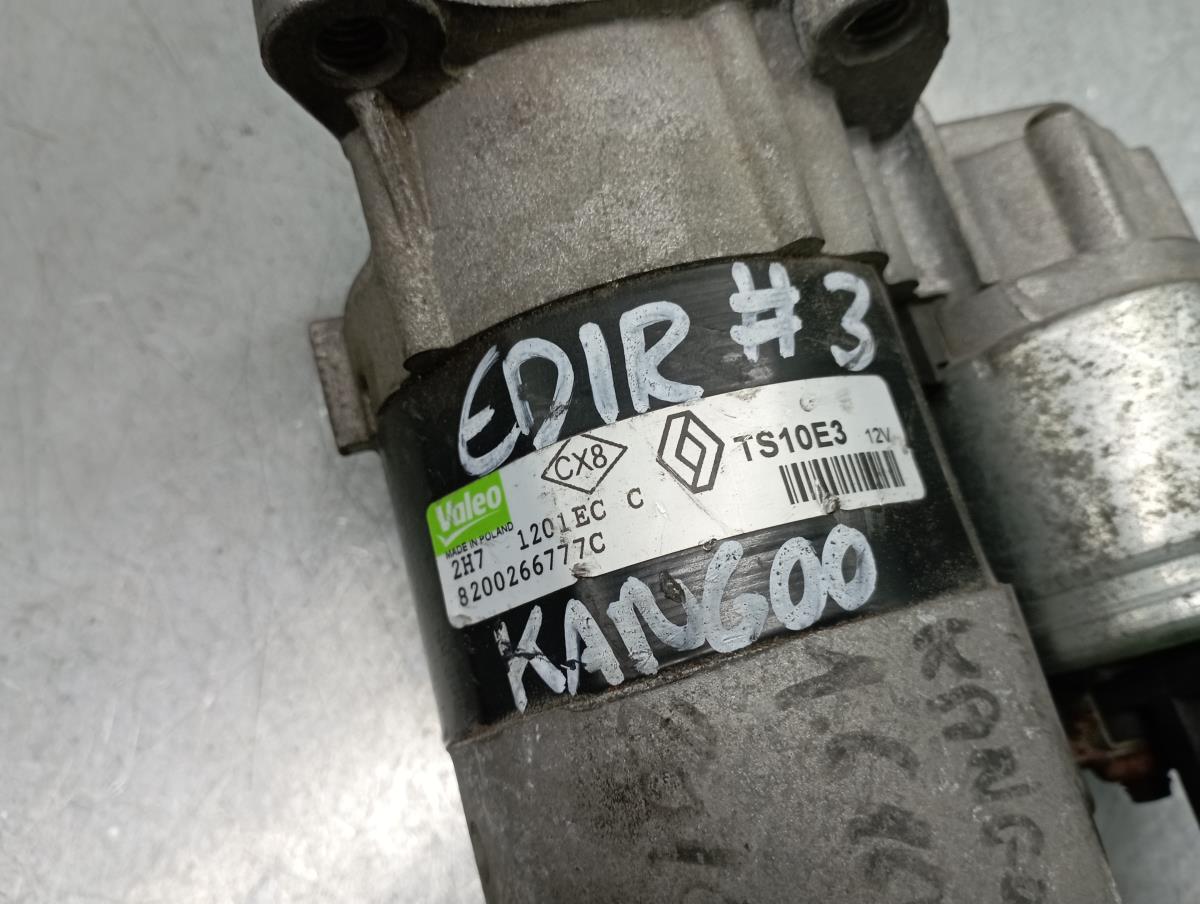 EDIR #3
Valeo CX8 TS10E3 12V
MADE IN POLAND
2H7 1201EC C
8200266777C
KANGOO